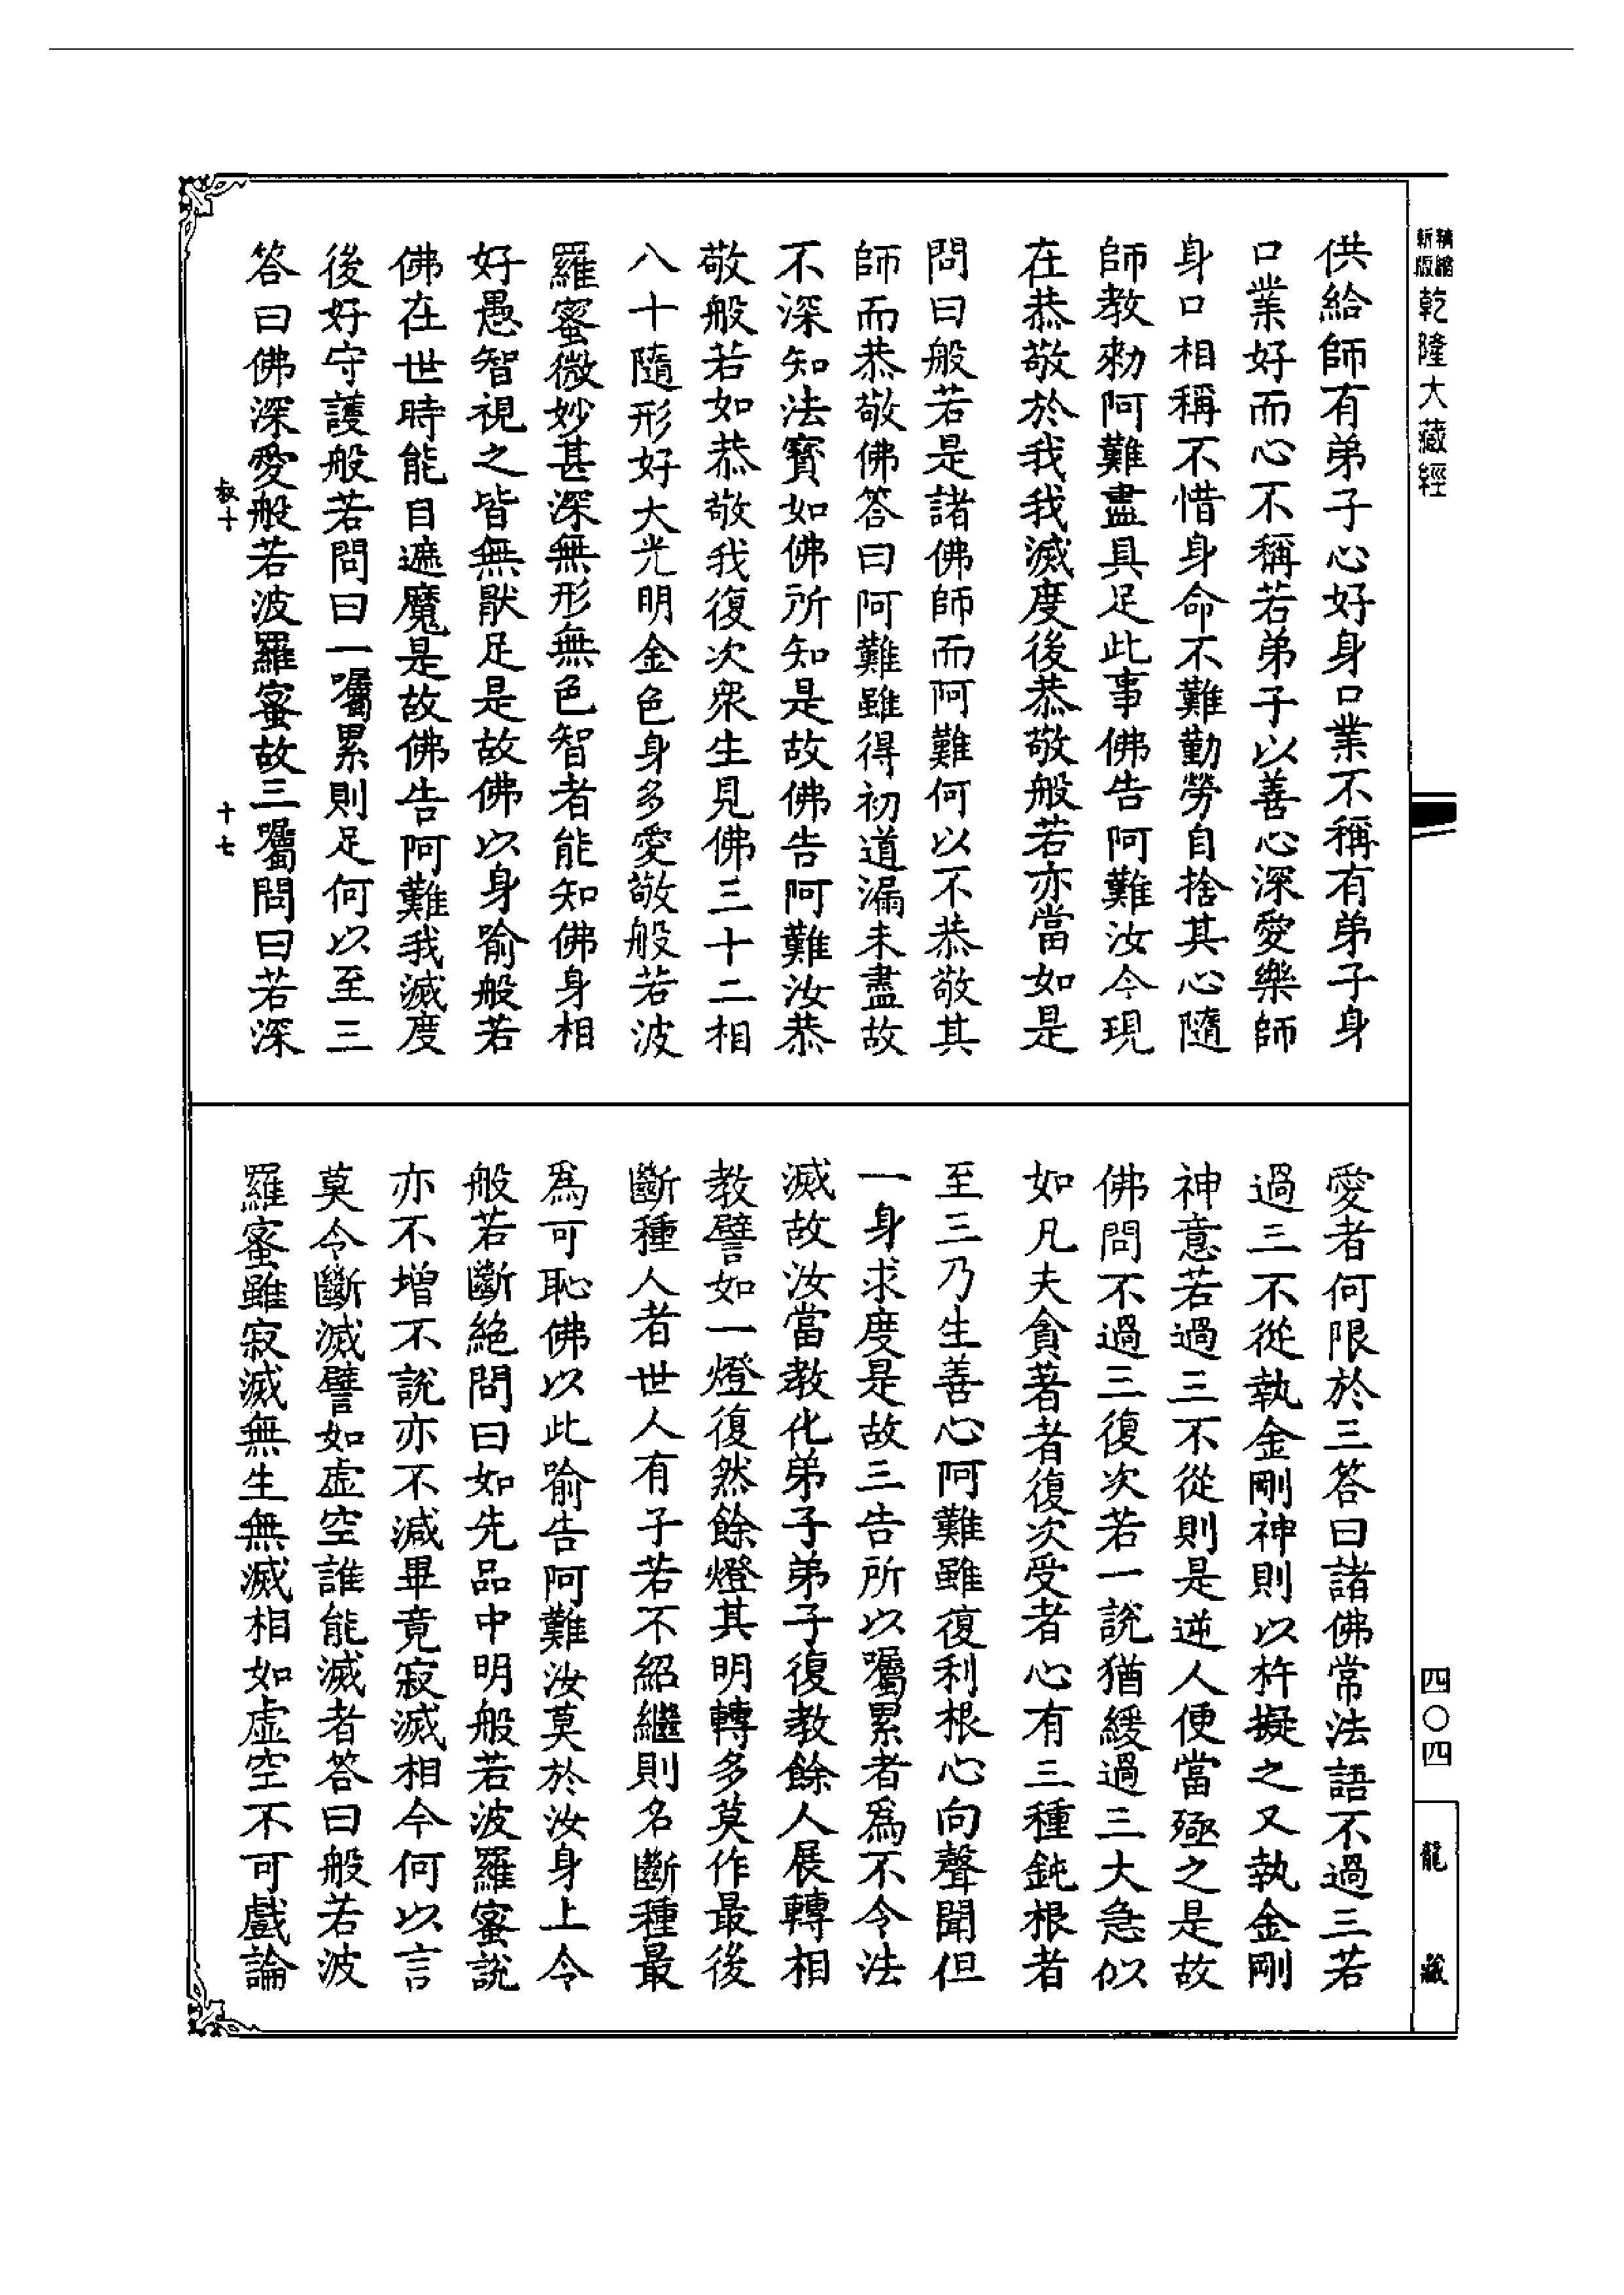 精縮
新版
乾隆大藏經
供給師有弟子心好身口業不稱有弟子身
口業好而心不稱若弟子以善心深愛樂師
身口相稱不惜身命不難勤勞自捨其心隨
師教勑阿難盡具足此事佛告阿難汝今現
在恭敬於我我滅度後恭敬般若亦當如是
問曰般若是諸佛師而阿難何以不恭敬其
師而恭敬佛答曰阿難雖得初道漏未盡故
不深知法寶如佛所知是故佛告阿難汝恭
敬般若如恭敬我復次衆生見佛三十二相
八十隨形好大光明金色身多愛敬般若波
羅蜜微妙甚深無形無色智者能知佛身相
好愚智視之皆無猒足是故佛以身喻般若
佛在世時能自遮魔是故佛告阿難我滅度
後好守護般若問曰一囑累則足何以至三
答曰佛深愛般若波羅蜜故三囑問曰若深
叔十
十七
愛者何限於三答曰諸佛常法語不過三若
過三不從執金剛神則以杵擬之又執金剛
神意若過三不從則是逆人便當殛之是故
佛問不過三復次若一說猶緩過三大急似
如凡夫貪著者復次受者心有三種鈍根者
至三乃生善心阿難雖復利根心向聲聞但
一身求度是故三告所以囑累者爲不令法
滅故汝當教化弟子弟子復教餘人展轉相
教譬如一燈復然餘燈其明轉多莫作最後
斷種人者世人有子若不紹繼則名斷種最
爲可恥佛以此喻告阿難汝莫於汝身上令
般若斷絶問曰如先品中明般若波羅蜜說
亦不增不說亦不減畢竟寂滅相今何以言
莫令斷滅譬如虛空誰能滅者答曰般若波
羅蜜雖寂滅無生無滅相如虛空不可戲論
四〇四
龍藏